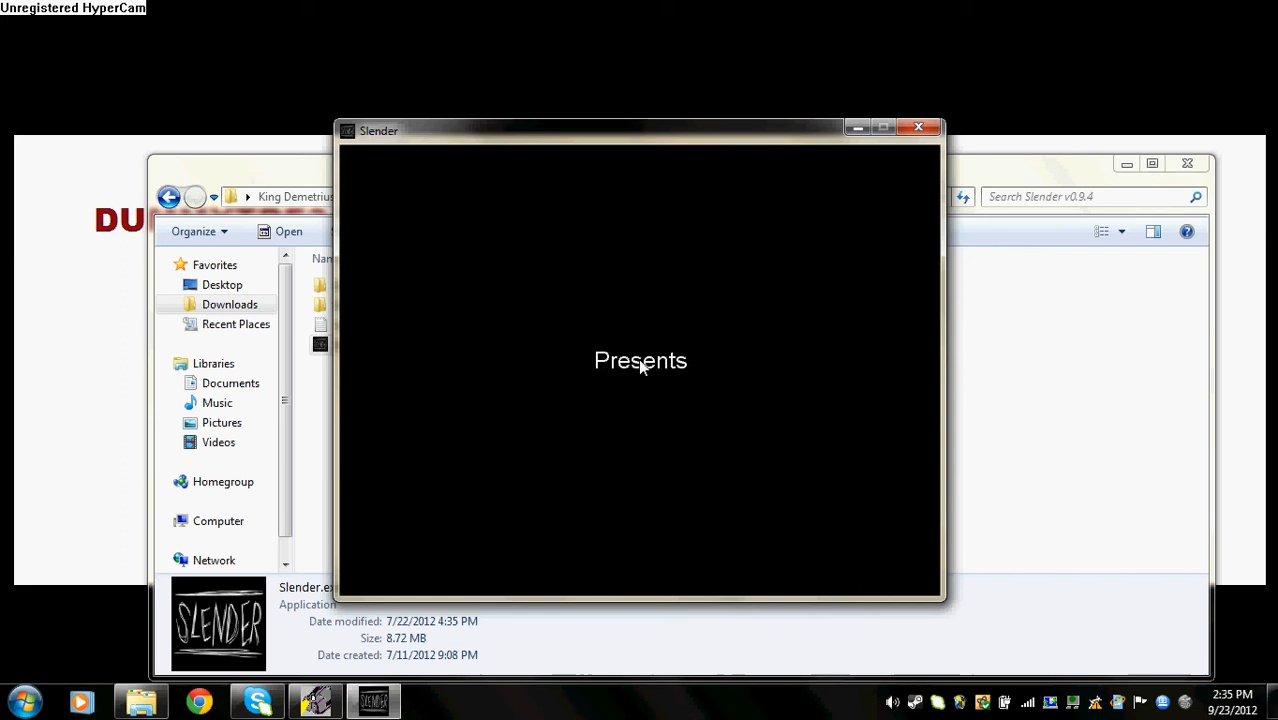 Unregistered HyperCam
Slender
King Demetrius
Search Slender v0.9.4
DU
Organize
Open
Favorites
Desktop
Downloads
Recent Places
Libraries
Documents
Music
Pictures
Videos
Homegroup
Computer
Network
Presents
SLENDER
Slender.ex
Application
Date modified: 7/22/2012 4:35 PM
Size: 8.72 MB
Date created: 7/11/2012 9:08 PM
2:35 PM
9/23/2012